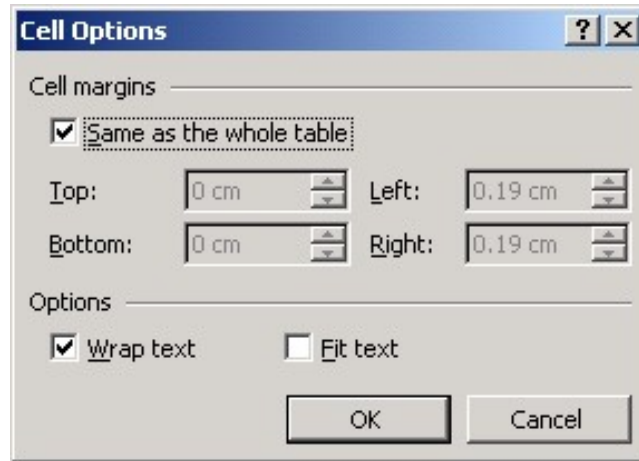 Cell Options
Cell margins
Same as the whole table
Top: 0 cm Left: 0.19 cm
Bottom: 0 cm Right: 0.19 cm
Options
Wrap text Fit text
OK Cancel